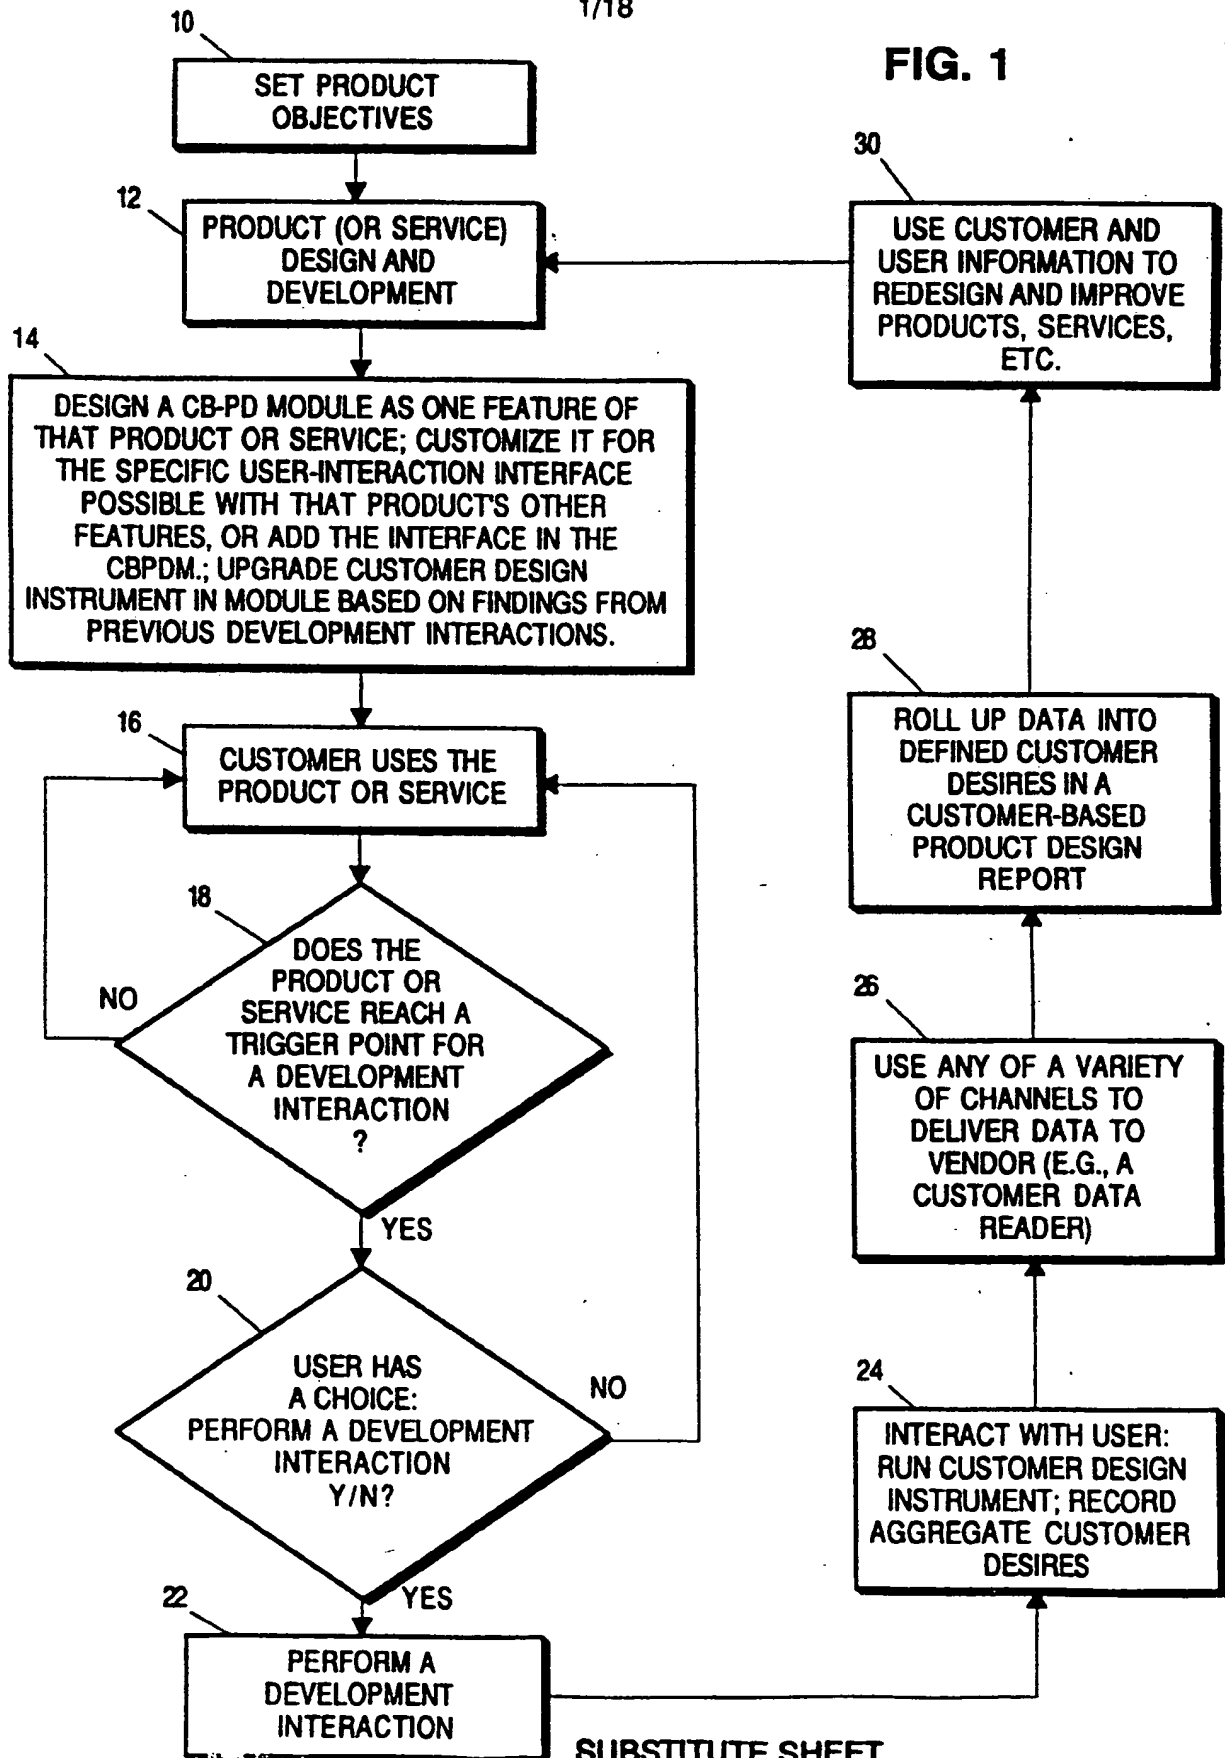 1/18
FIG. 1
10
SET PRODUCT
OBJECTIVES
12
PRODUCT (OR SERVICE)
DESIGN AND
DEVELOPMENT
14
DESIGN A CB-PD MODULE AS ONE FEATURE OF
THAT PRODUCT OR SERVICE; CUSTOMIZE IT FOR
THE SPECIFIC USER-INTERACTION INTERFACE
POSSIBLE WITH THAT PRODUCT'S OTHER
FEATURES, OR ADD THE INTERFACE IN THE
CBPDM.; UPGRADE CUSTOMER DESIGN
INSTRUMENT IN MODULE BASED ON FINDINGS FROM
PREVIOUS DEVELOPMENT INTERACTIONS.
16
CUSTOMER USES THE
PRODUCT OR SERVICE
18
DOES THE
PRODUCT OR
SERVICE REACH A
TRIGGER POINT FOR
A DEVELOPMENT
INTERACTION
?
NO
YES
20
USER HAS
A CHOICE:
PERFORM A DEVELOPMENT
INTERACTION
Y/N?
NO
YES
22
PERFORM A
DEVELOPMENT
INTERACTION
24
INTERACT WITH USER:
RUN CUSTOMER DESIGN
INSTRUMENT; RECORD
AGGREGATE CUSTOMER
DESIRES
26
USE ANY OF A VARIETY
OF CHANNELS TO
DELIVER DATA TO
VENDOR (E.G., A
CUSTOMER DATA
READER)
28
ROLL UP DATA INTO
DEFINED CUSTOMER
DESIRES IN A
CUSTOMER-BASED
PRODUCT DESIGN
REPORT
30
USE CUSTOMER AND
USER INFORMATION TO
REDESIGN AND IMPROVE
PRODUCTS, SERVICES,
ETC.
SUBSTITUTE SHEET